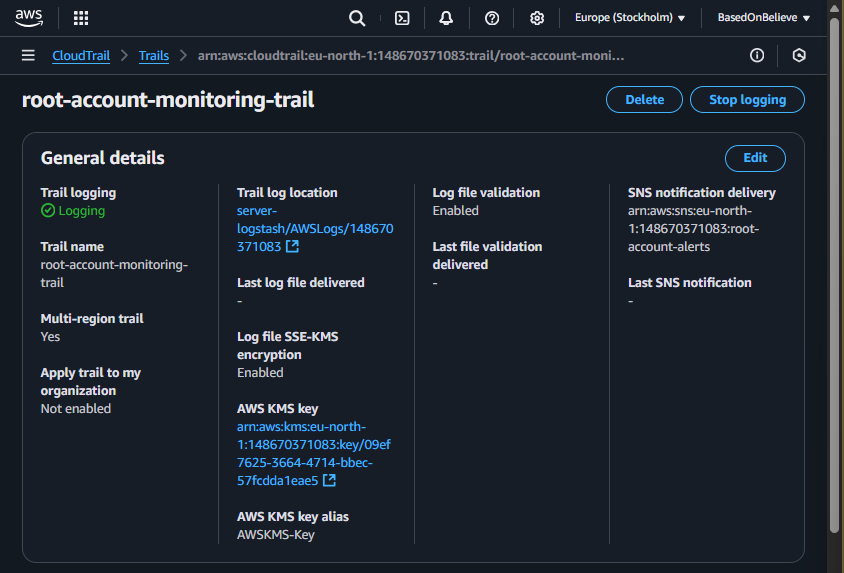 aws
Europe (Stockholm)
BasedOnBelieve
CloudTrail
Trails
arn:aws:cloudtrail:eu-north-1:148670371083:trail/root-account-moni...
root-account-monitoring-trail
Delete
Stop logging
General details
Edit
Trail logging
Logging
Trail name
root-account-monitoring-
trail
Multi-region trail
Yes
Apply trail to my
organization
Not enabled
Trail log location
server-
logstash/AWSLogs/148670
371083
Last log file delivered
-
Log file SSE-KMS
encryption
Enabled
AWS KMS key
arn:aws:kms:eu-north-
1:148670371083:key/09ef
7625-3664-4714-bbec-
57fcdda1eae5
AWS KMS key alias
AWSKMS-Key
Log file validation
Enabled
Last file validation
delivered
-
SNS notification delivery
arn:aws:sns:eu-north-
1:148670371083:root-
account-alerts
Last SNS notification
-